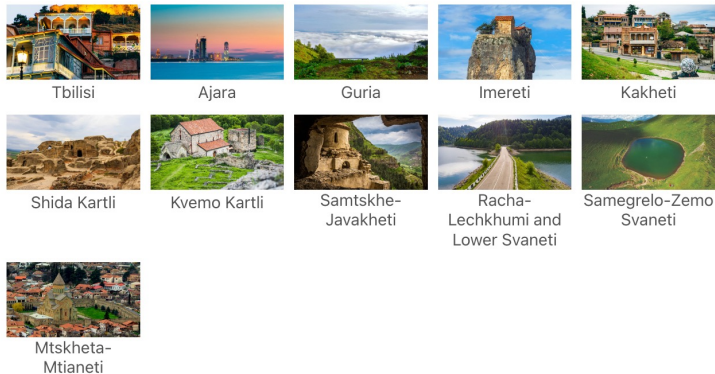 Tbilisi
Ajara
Guria
Imereti
Kakheti
Shida Kartli
Kvemo Kartli
Samtskhe-
Javakheti
Racha-
Lechkhumi and
Lower Svaneti
Samegrelo-Zemo
Svaneti
Mtskheta-
Mtianeti